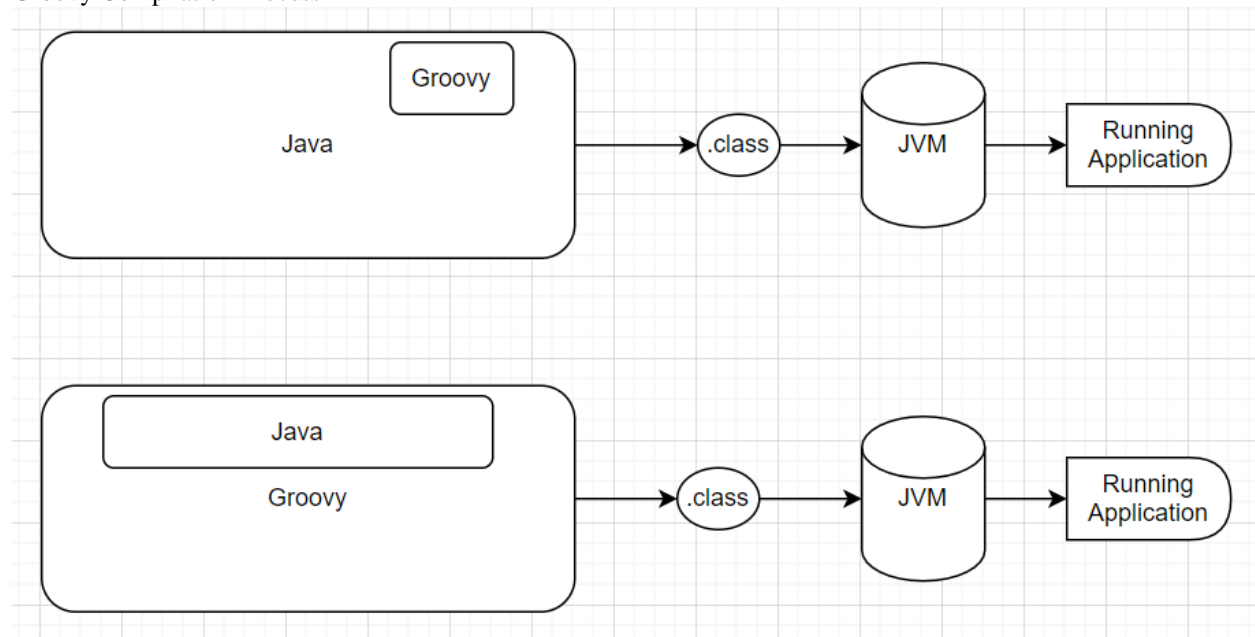 Groovy
Java
.class
JVM
Running
Application
Java
Groovy
.class
JVM
Running
Application